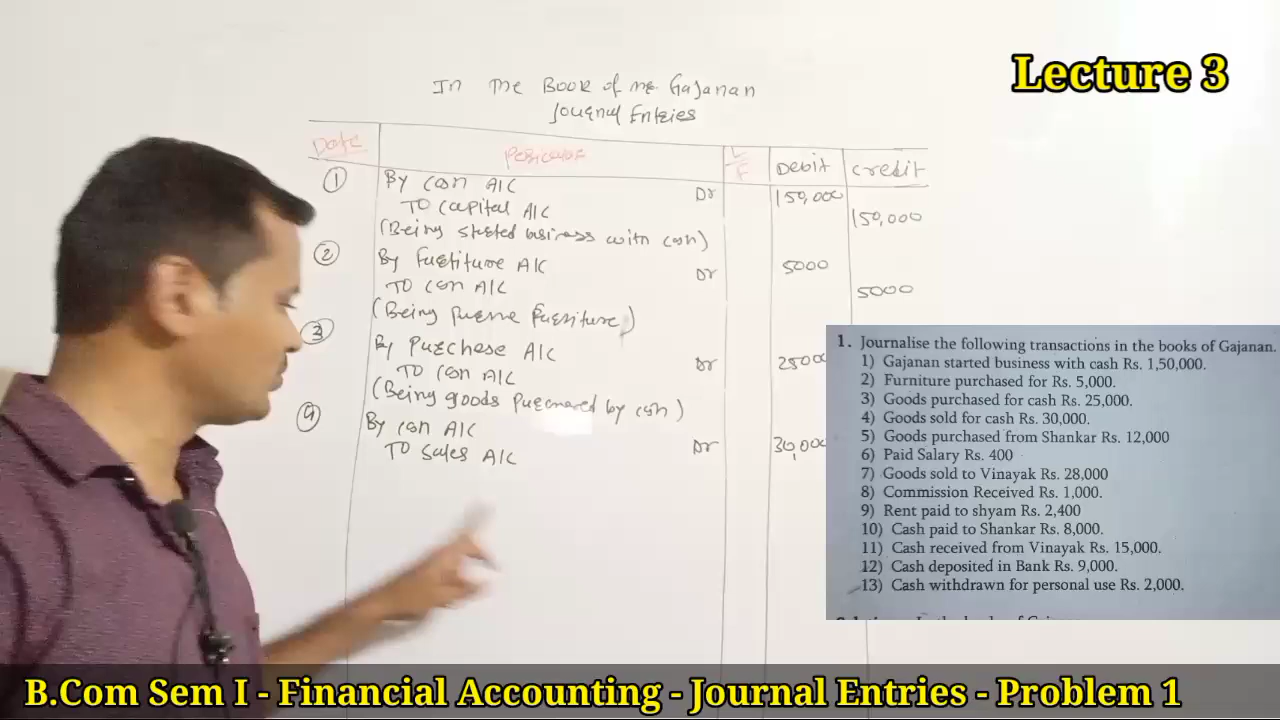 Lecture 3
In The Book of Mr. Gajanan
Journal Entries
Date
L/F
Debit
Credit
① By Cash A/C Dr 150,000
To Capital A/C 150,000
(Being started business with cash)
② By Furniture A/C Dr 5000
To Cash A/C 5000
(Being Furniture)
③ By Purchese A/C Dr 25000
To Cash A/C
(Being goods by cash)
④ By Cash A/C
To Sales A/C Dr 30,000
1. Journalise the following transactions in the books of Gajanan.
1) Gajanan started business with cash Rs. 1,50,000.
2) Furniture purchased for Rs. 5,000.
3) Goods purchased for cash Rs. 25,000.
4) Goods sold for cash Rs. 30,000.
5) Goods purchased from Shankar Rs. 12,000
6) Paid Salary Rs. 400
7) Goods sold to Vinayak Rs. 28,000
8) Commission Received Rs. 1,000.
9) Rent paid to shyam Rs. 2,400
10) Cash paid to Shankar Rs. 8,000.
11) Cash received from Vinayak Rs. 15,000.
12) Cash deposited in Bank Rs. 9,000.
13) Cash withdrawn for personal use Rs. 2,000.
B.Com Sem I - Financial Accounting - Journal Entries - Problem 1